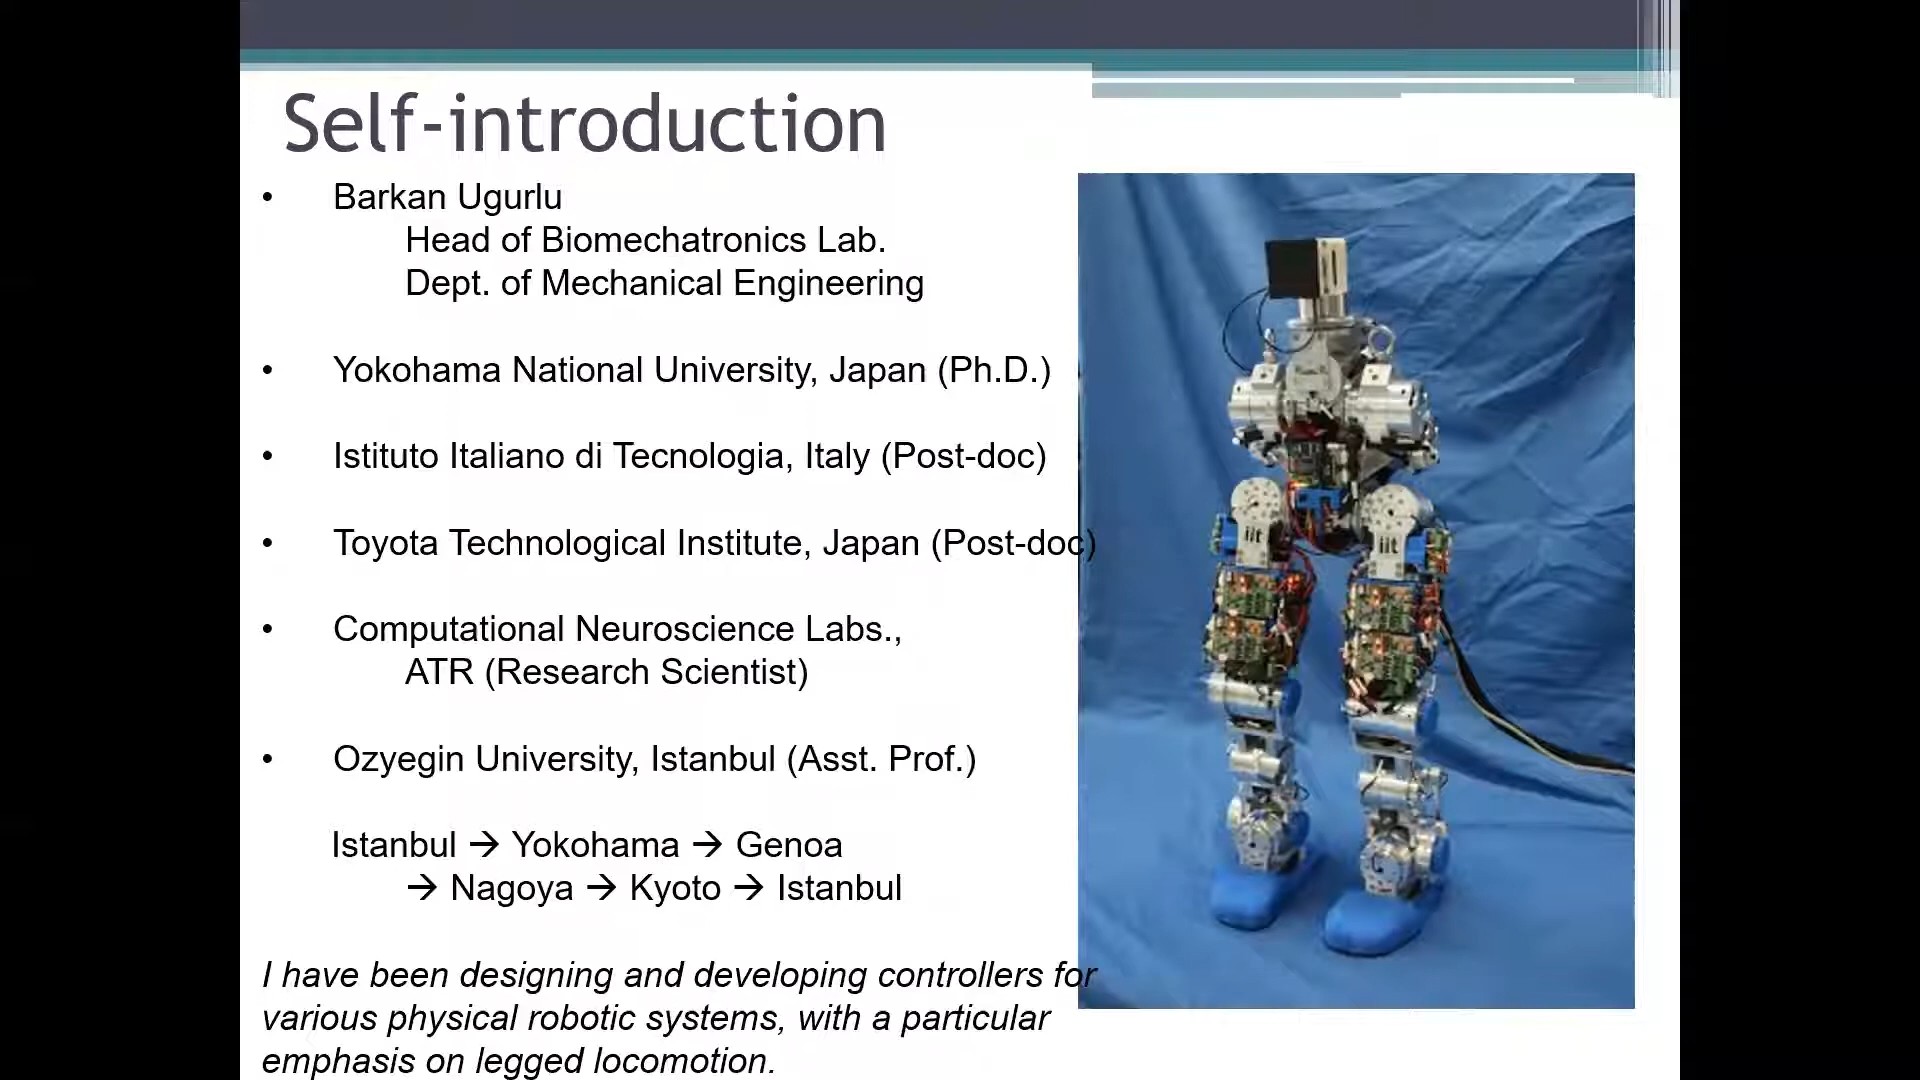 Self-introduction
• Barkan Ugurlu
Head of Biomechatronics Lab.
Dept. of Mechanical Engineering
• Yokohama National University, Japan (Ph.D.)
• Istituto Italiano di Tecnologia, Italy (Post-doc)
• Toyota Technological Institute, Japan (Post-doc)
• Computational Neuroscience Labs.,
ATR (Research Scientist)
• Ozyegin University, Istanbul (Asst. Prof.)
Istanbul → Yokohama → Genoa
→ Nagoya → Kyoto → Istanbul
I have been designing and developing controllers for
various physical robotic systems, with a particular
emphasis on legged locomotion.
iit
iit